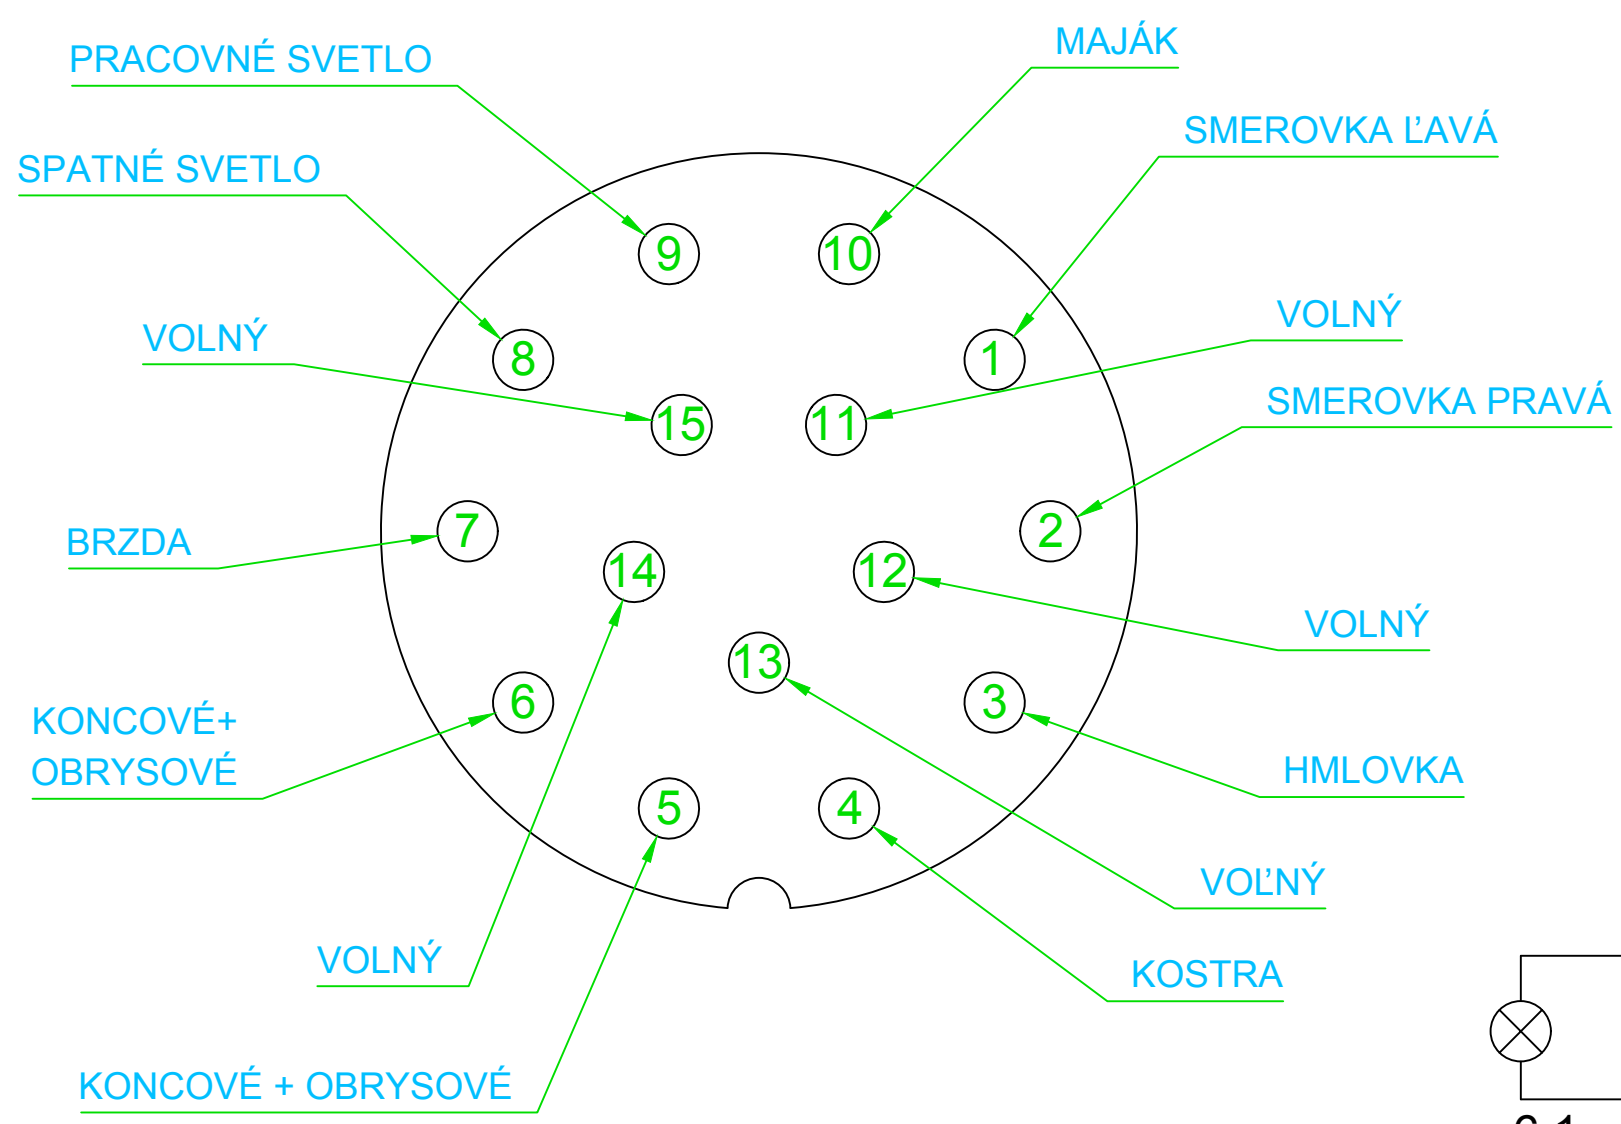 PRACOVNÉ SVETLO
MAJÁK
SMEROVKA ĽAVÁ
SPATNÉ SVETLO
9
10
VOLNÝ
VOLNÝ
8
1
SMEROVKA PRAVÁ
15
11
BRZDA
7
2
14
12
VOLNÝ
13
KONCOVÉ+
OBRYSOVÉ
6
3
HMLOVKA
5
4
VOĽNÝ
VOLNÝ
KOSTRA
KONCOVÉ + OBRYSOVÉ